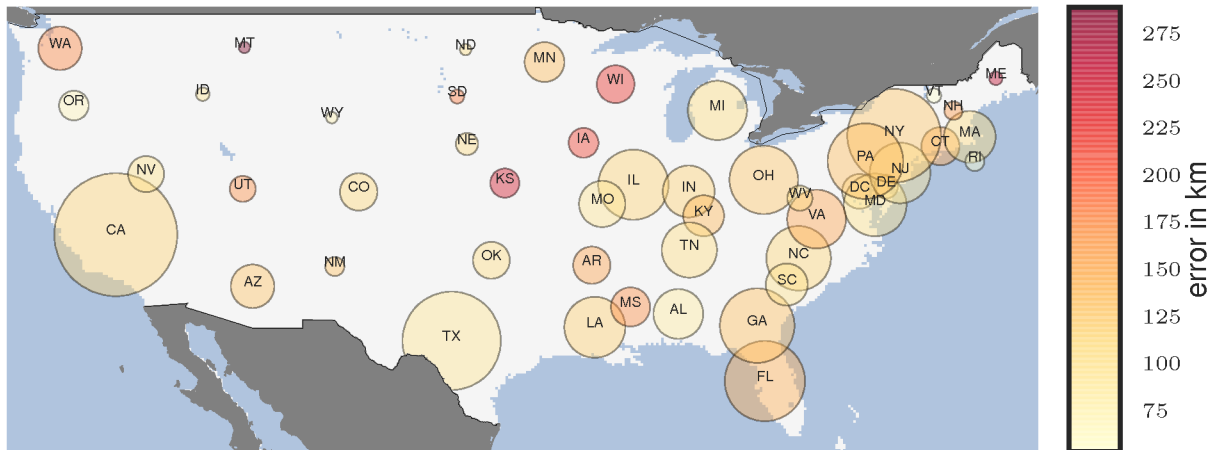 WA
MT
ND
MN
WI
MI
ME
VT
NH
OR
ID
WY
SD
NE
IA
NY
MA
CT
RI
PA
NJ
NV
UT
CO
KS
MO
IL
IN
OH
WV
DC
DE
MD
KY
VA
CA
AZ
NM
OK
AR
TN
NC
SC
TX
LA
MS
AL
GA
FL
275
250
225
200
175
150
125
100
75
error in km